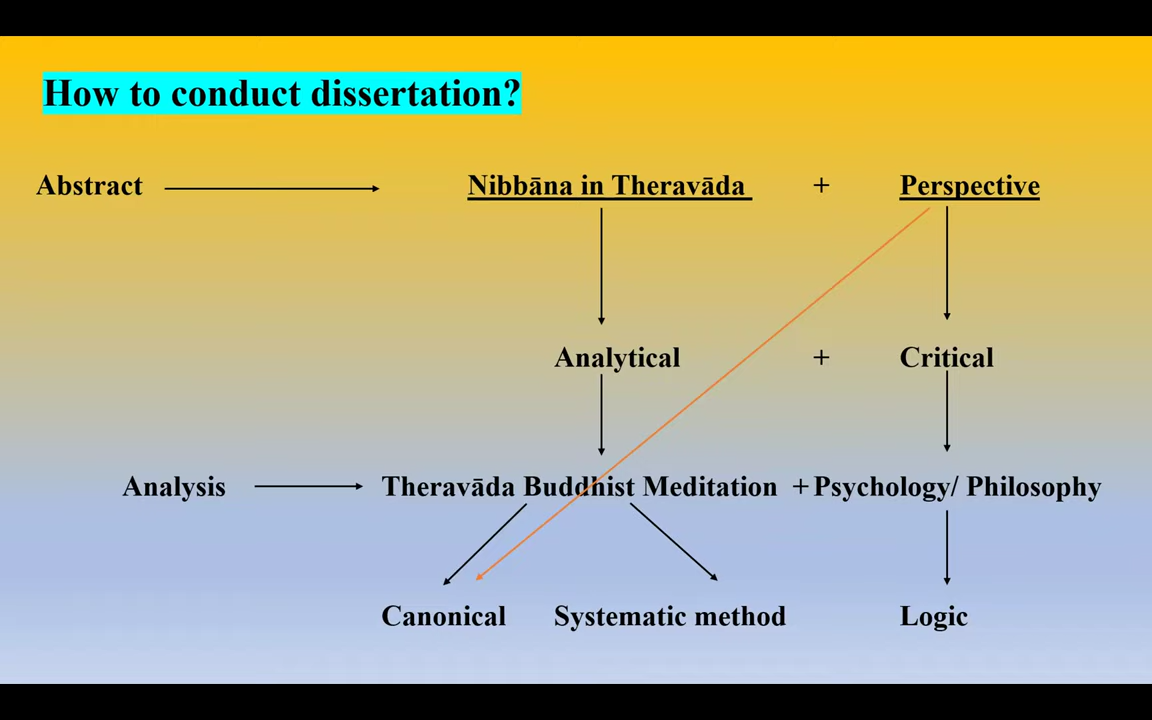 How to conduct dissertation?
Abstract Nibbāna in Theravāda + Perspective
Analytical + Critical
Analysis Theravāda Buddhist Meditation + Psychology/ Philosophy
Canonical Systematic method Logic